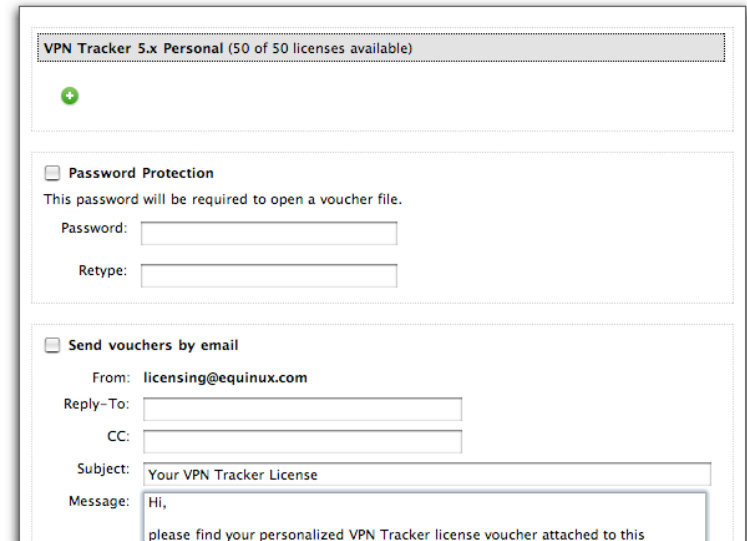 VPN Tracker 5.x Personal (50 of 50 licenses available)
Password Protection
This password will be required to open a voucher file.
Password:
Retype:
Send vouchers by email
From: licensing@equinux.com
Reply-To:
CC:
Subject: Your VPN Tracker License
Message: Hi,
please find your personalized VPN Tracker license voucher attached to this